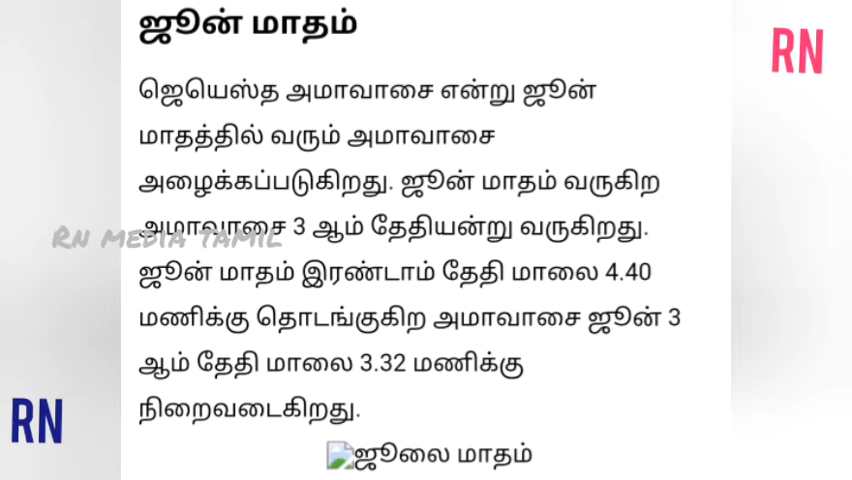 ஜூன் மாதம்
RN
ஜெயெஸ்த அமாவாசை என்று ஜூன்
மாதத்தில் வரும் அமாவாசை
அழைக்கப்படுகிறது. ஜூன் மாதம் வருகிற
அமாவாசை 3 ஆம் தேதியன்று வருகிறது.
RN MEDIA TAMIL
ஜூன் மாதம் இரண்டாம் தேதி மாலை 4.40
மணிக்கு தொடங்குகிற அமாவாசை ஜூன் 3
ஆம் தேதி மாலை 3.32 மணிக்கு
நிறைவடைகிறது.
RN
ஜூலை மாதம்